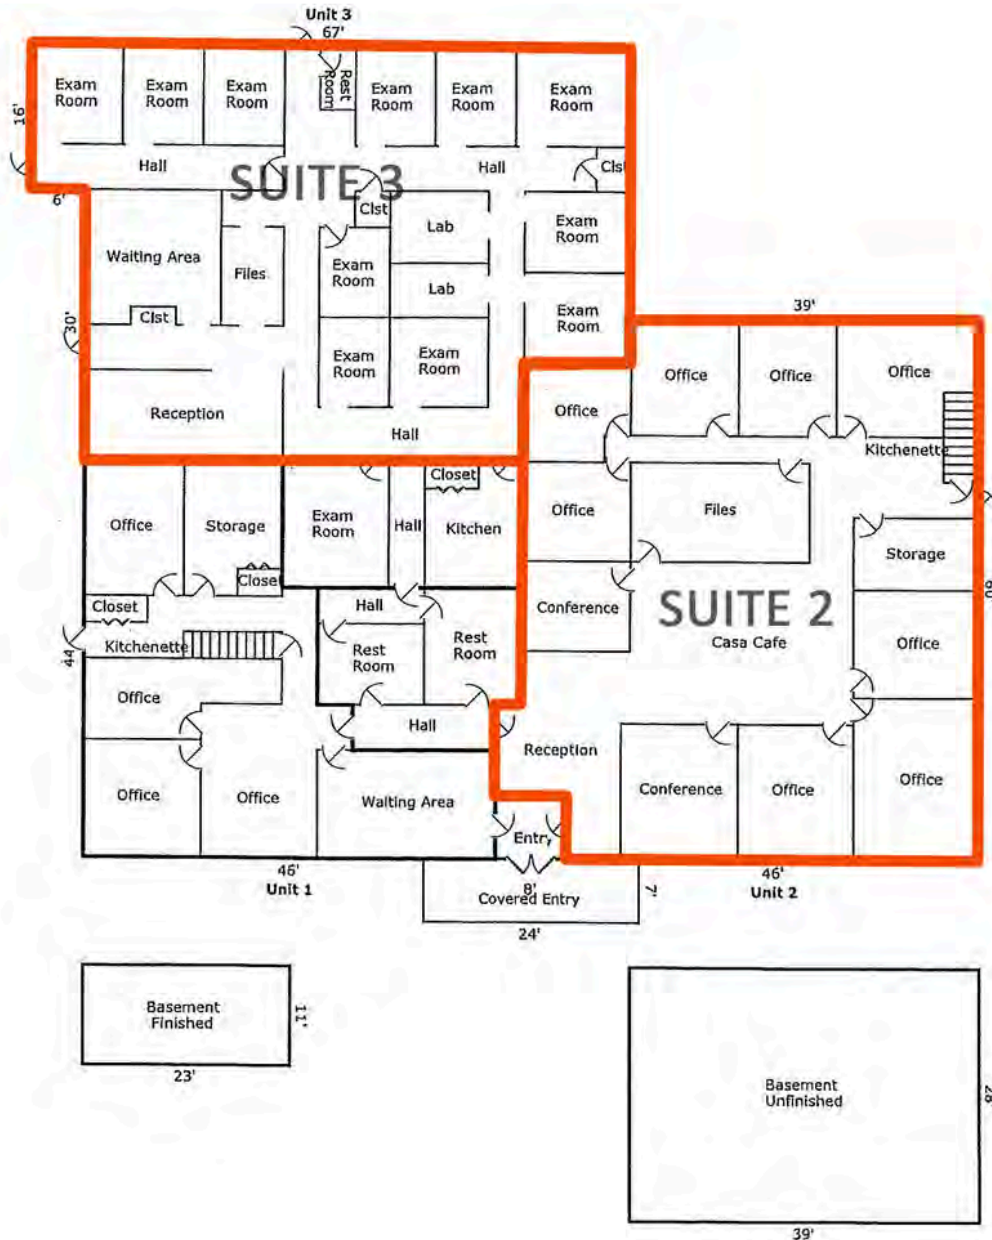 Unit 3
67'
Exam
Room
Exam
Room
Exam
Room
Rest
Room
Exam
Room
Exam
Room
Exam
Room
16'
Hall
SUITE 3
Hall
Clst
6'
Clst
Lab
Exam
Room
Waiting Area
Files
Exam
Room
Lab
Clst
30'
Exam
Room
39'
Exam
Room
Exam
Room
Office
Office
Office
Office
Reception
Hall
Kitchenette
Closet
Office
Storage
Exam
Room
Hall
Kitchen
Office
Files
Storage
Closet
Closet
Hall
Conference
SUITE 2
Casa Cafe
Office
Kitchenette
44'
Rest
Room
Rest
Room
Office
Hall
Reception
Office
Office
Waiting Area
Conference
Office
Office
Entry
46'
Unit 1
8'
Covered Entry
7'
46'
Unit 2
24'
Basement
Finished
11'
23'
Basement
Unfinished
28'
39'